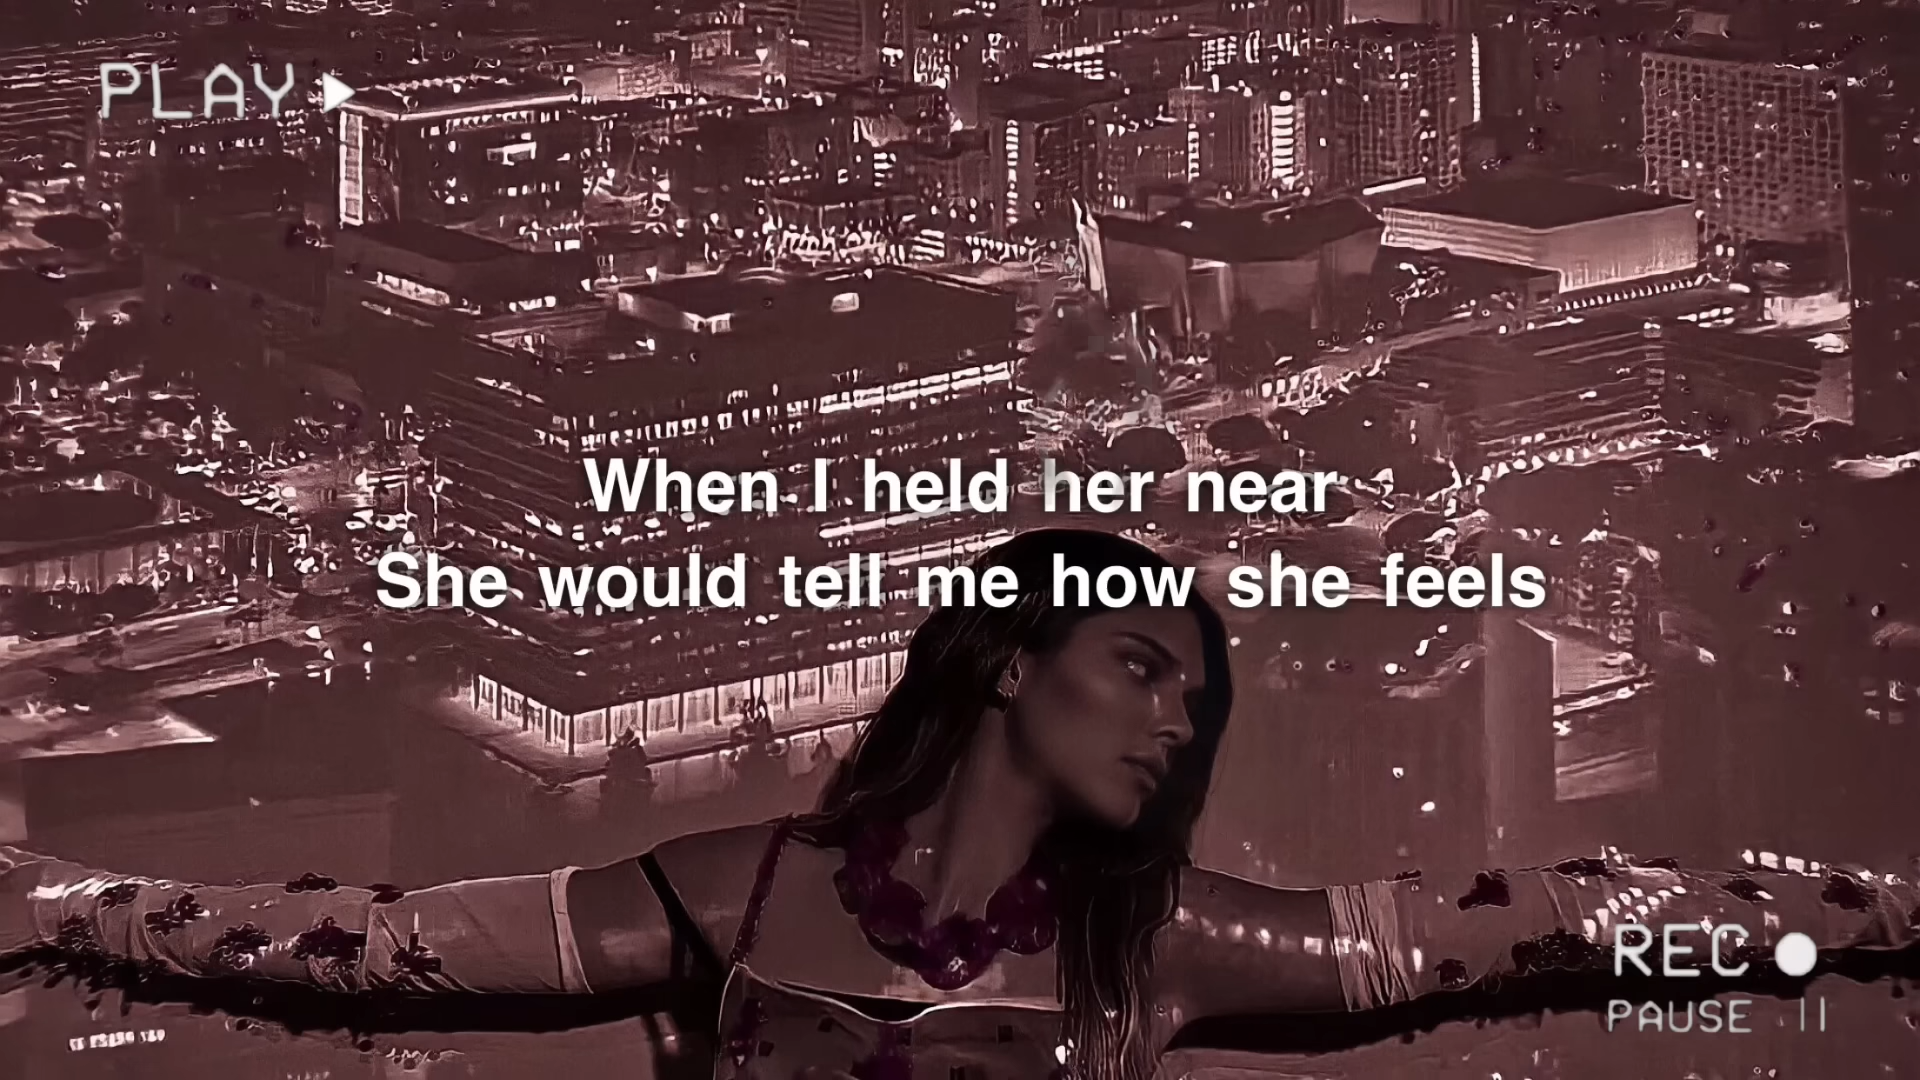 PLAY
When I held her near
She would tell me how she feels
REC
PAUSE